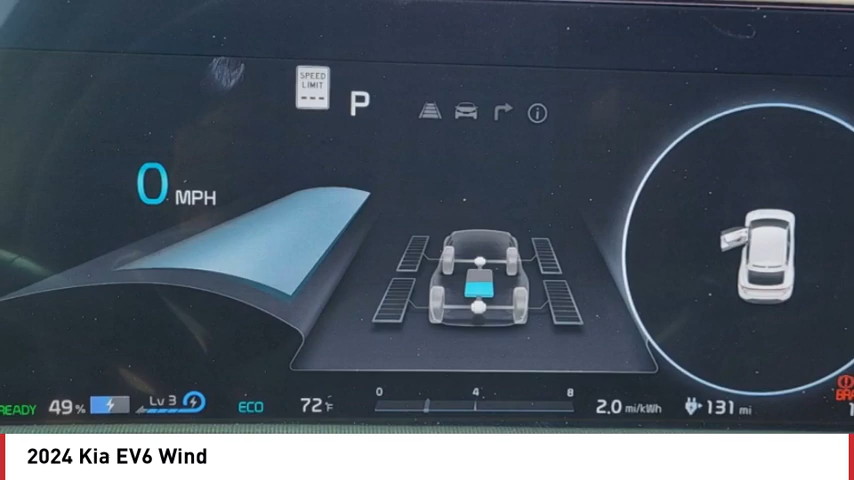 SPEED
LIMIT
---
P
0 MPH
READY 49% Lv 3 ECO 72°F 0 4 8 2.0 mi/kWh 131 mi
2024 Kia EV6 Wind